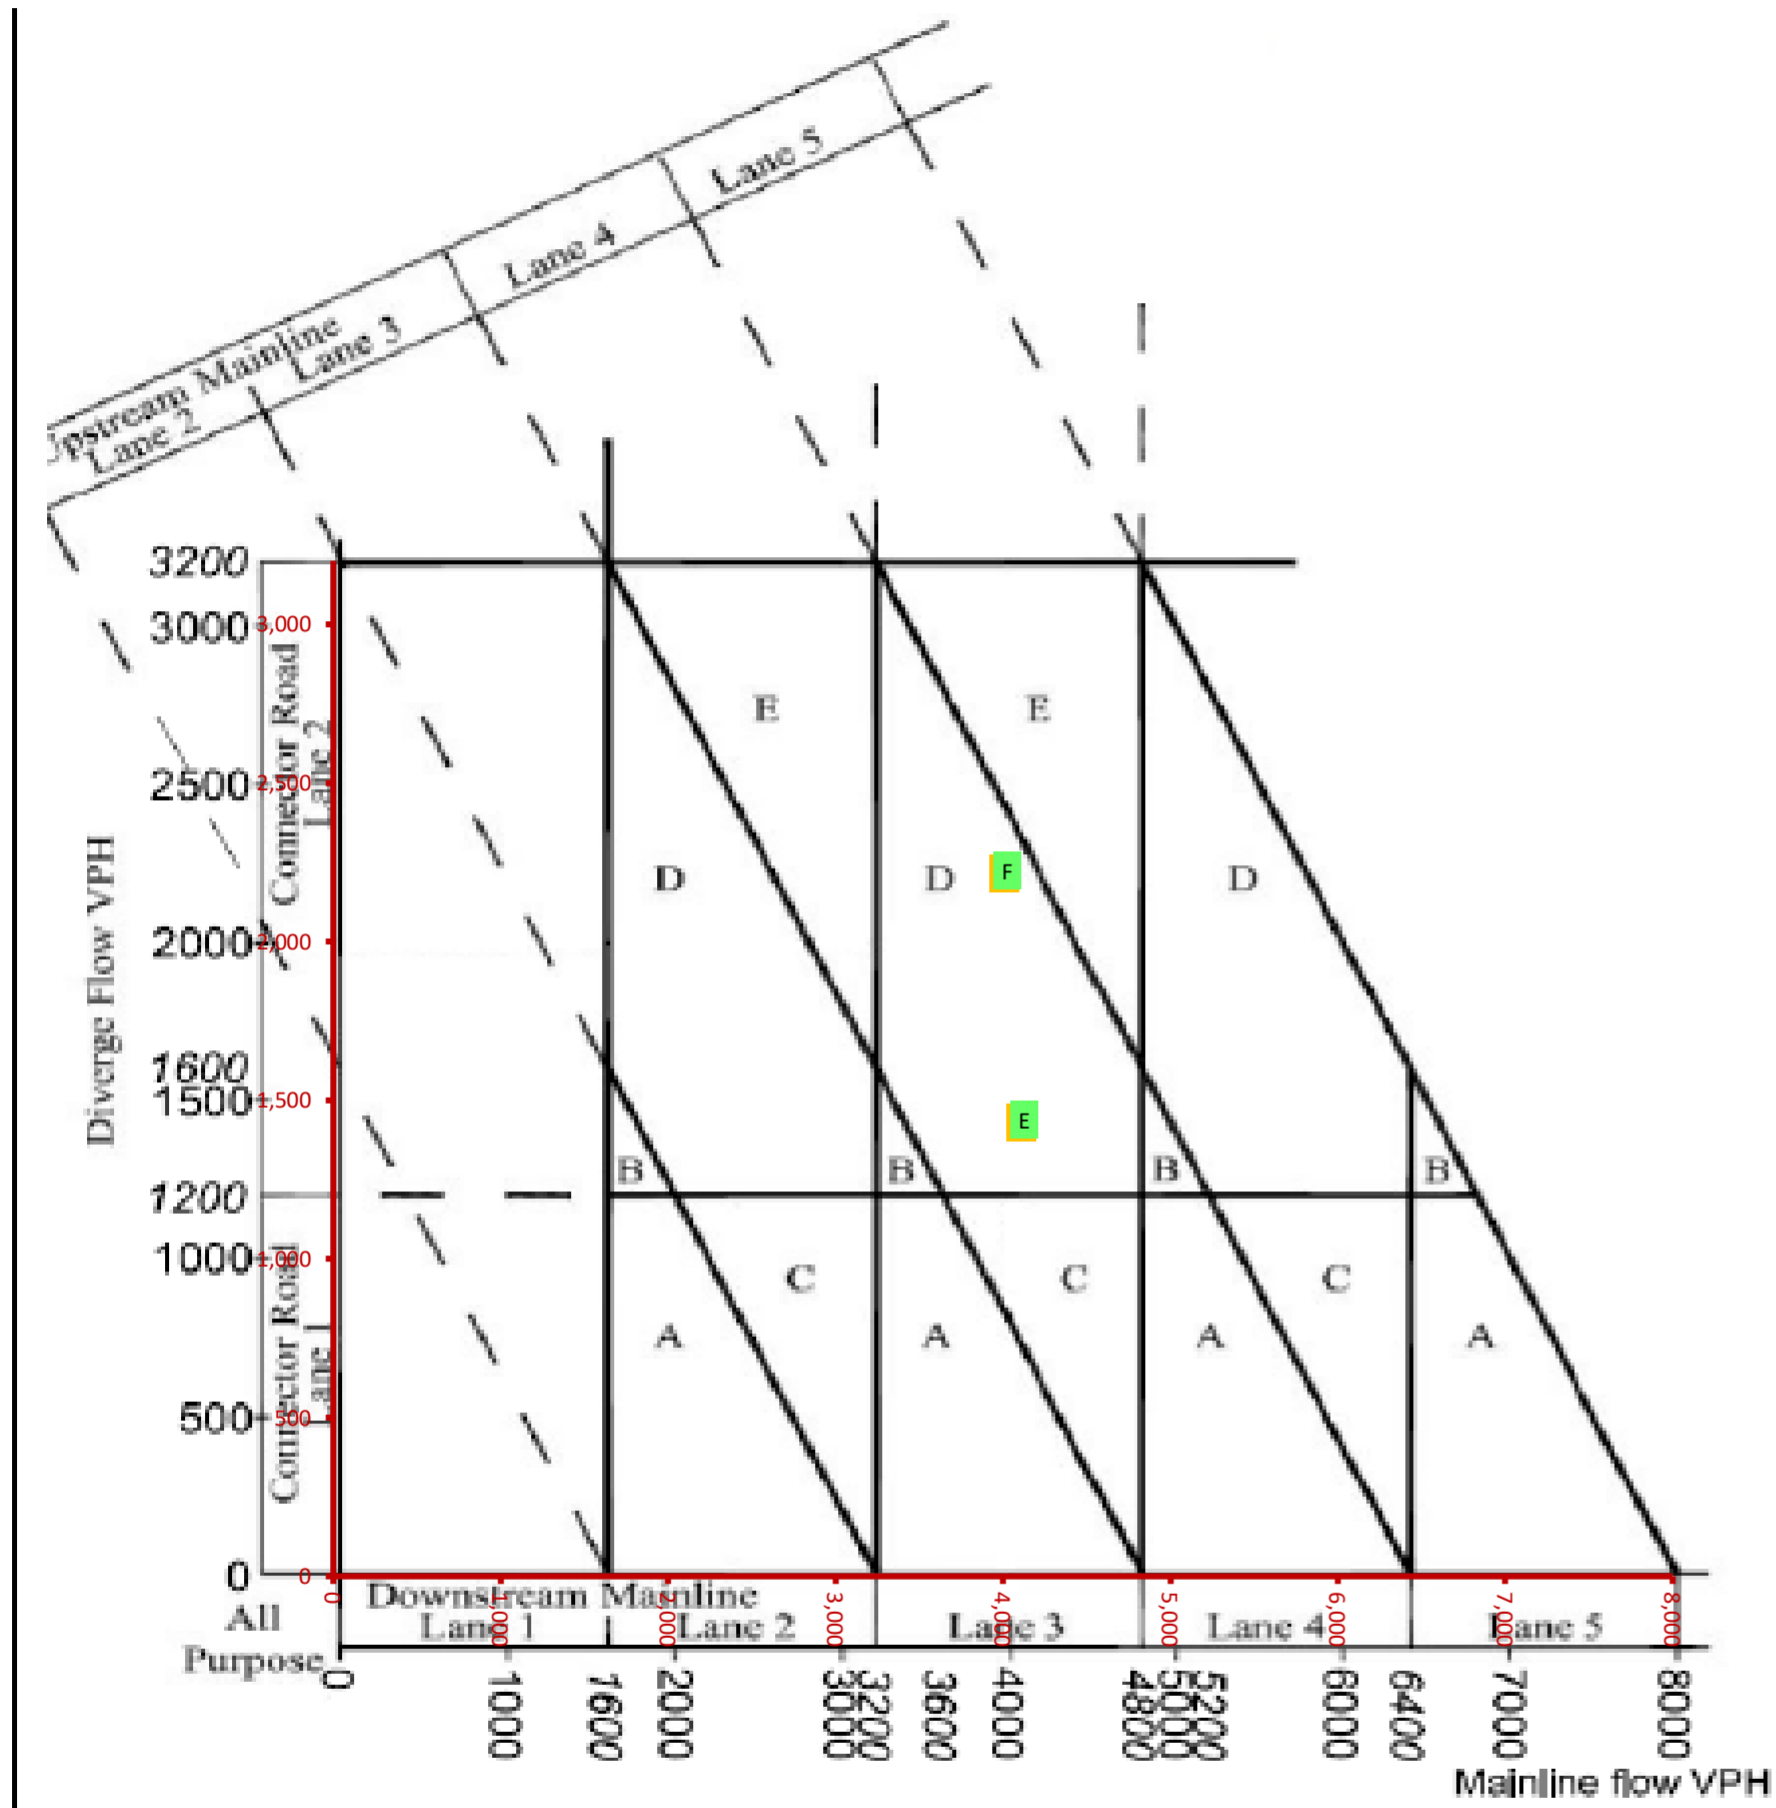 Lane 5
Lane 4
Upstream Mainline
Lane 3
Lane 2
3200
3000
3,000
2500
2,500
2000
2,000
1600
1500
1,500
1200
1000
1,000
500
500
0
0
Diverge Flow VPH
Connector Road
Lane 2
Connector Road
Lane 1
E
E
D
D
F
D
E
B
B
B
B
C
C
C
A
A
A
A
0
1,000
2,000
3,000
4,000
5,000
6,000
7,000
8,000
Downstream Mainline
All
Purpose
Lane 1
Lane 2
Lane 3
Lane 4
Lane 5
0
1000
1600
2000
3000
3200
3600
4000
4800
5000
5200
6000
6400
7000
8000
Mainline flow VPH